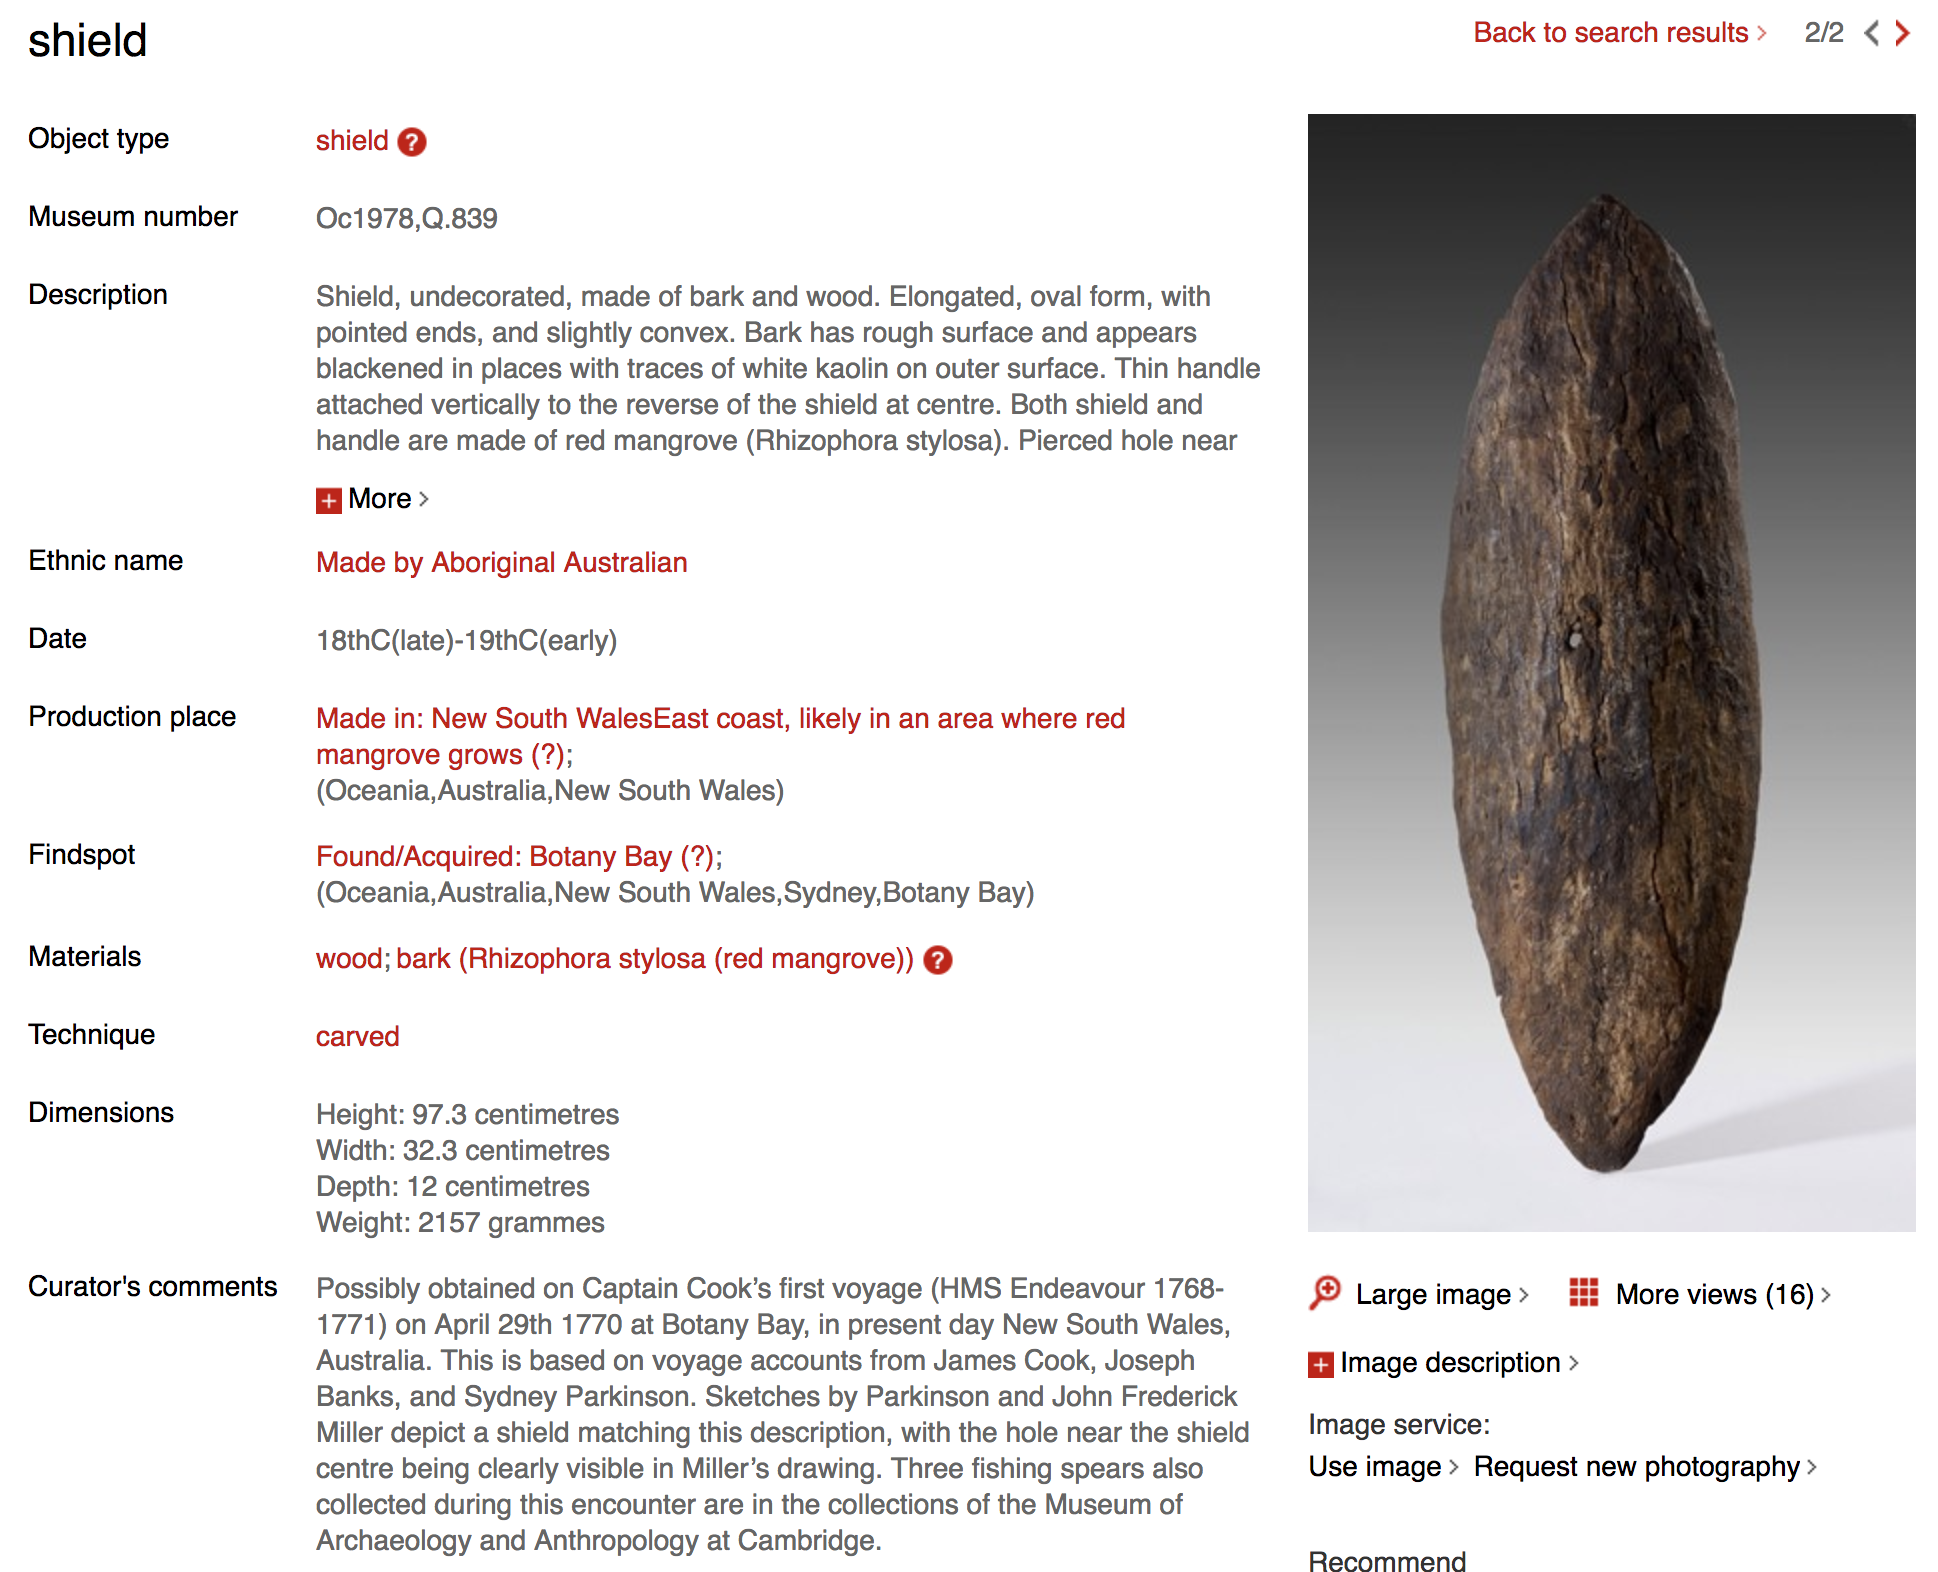 shield
Back to search results
2/2
Object type
shield ?
Museum number
Oc1978,Q.839
Description
Shield, undecorated, made of bark and wood. Elongated, oval form, with
pointed ends, and slightly convex. Bark has rough surface and appears
blackened in places with traces of white kaolin on outer surface. Thin handle
attached vertically to the reverse of the shield at centre. Both shield and
handle are made of red mangrove (Rhizophora stylosa). Pierced hole near
+ More
Ethnic name
Made by Aboriginal Australian
Date
18thC(late)-19thC(early)
Production place
Made in: New South WalesEast coast, likely in an area where red
mangrove grows (?);
(Oceania,Australia,New South Wales)
Findspot
Found/Acquired: Botany Bay (?);
(Oceania,Australia,New South Wales,Sydney,Botany Bay)
Materials
wood; bark (Rhizophora stylosa (red mangrove)) ?
Technique
carved
Dimensions
Height: 97.3 centimetres
Width: 32.3 centimetres
Depth: 12 centimetres
Weight: 2157 grammes
Curator's comments
Possibly obtained on Captain Cook’s first voyage (HMS Endeavour 1768-
1771) on April 29th 1770 at Botany Bay, in present day New South Wales,
Australia. This is based on voyage accounts from James Cook, Joseph
Banks, and Sydney Parkinson. Sketches by Parkinson and John Frederick
Miller depict a shield matching this description, with the hole near the shield
centre being clearly visible in Miller’s drawing. Three fishing spears also
collected during this encounter are in the collections of the Museum of
Archaeology and Anthropology at Cambridge.
Large image
More views (16)
+ Image description
Image service:
Use image
Request new photography
Recommend